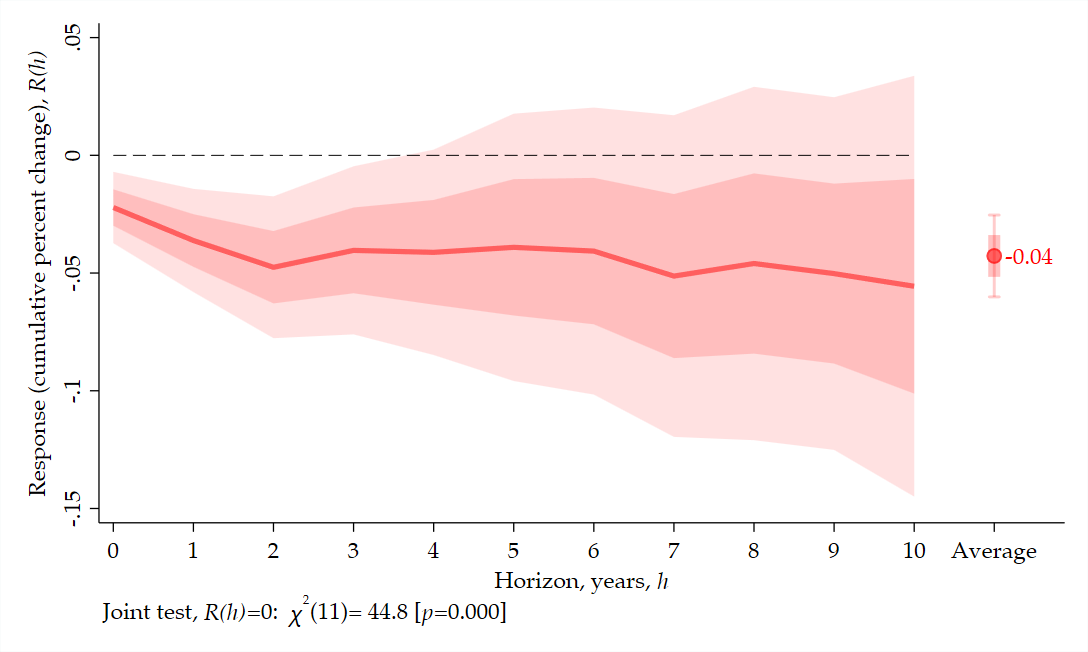 Response (cumulative percent change), R(h)
.05
0
-.05
-.1
-.15
-0.04
0 1 2 3 4 5 6 7 8 9 10 Average
Horizon, years, h
Joint test, R(h)=0: χ²(11)= 44.8 [p=0.000]